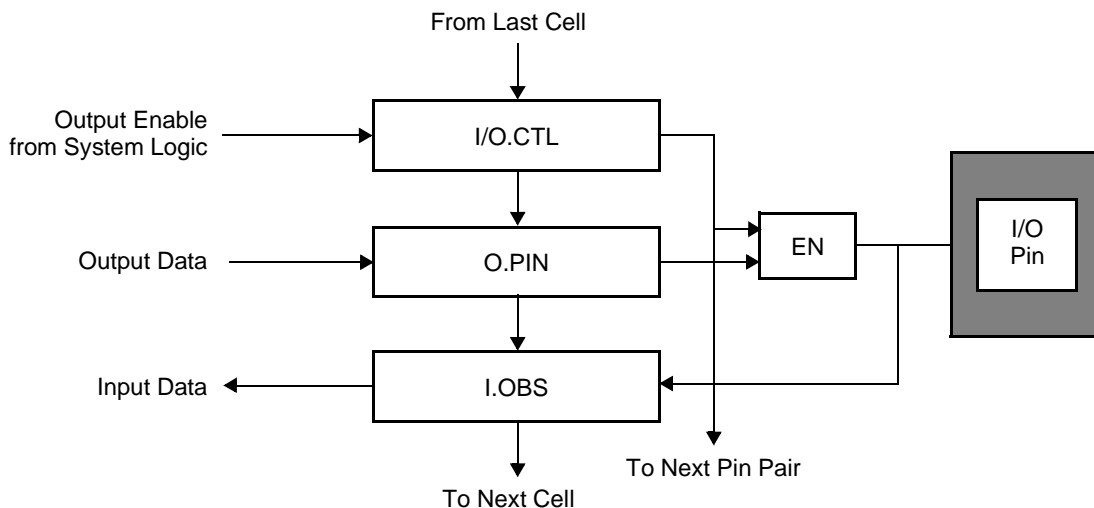 From Last Cell
Output Enable
from System Logic
I/O.CTL
I/O
Pin
EN
Output Data
O.PIN
Input Data
I.OBS
To Next Pin Pair
To Next Cell